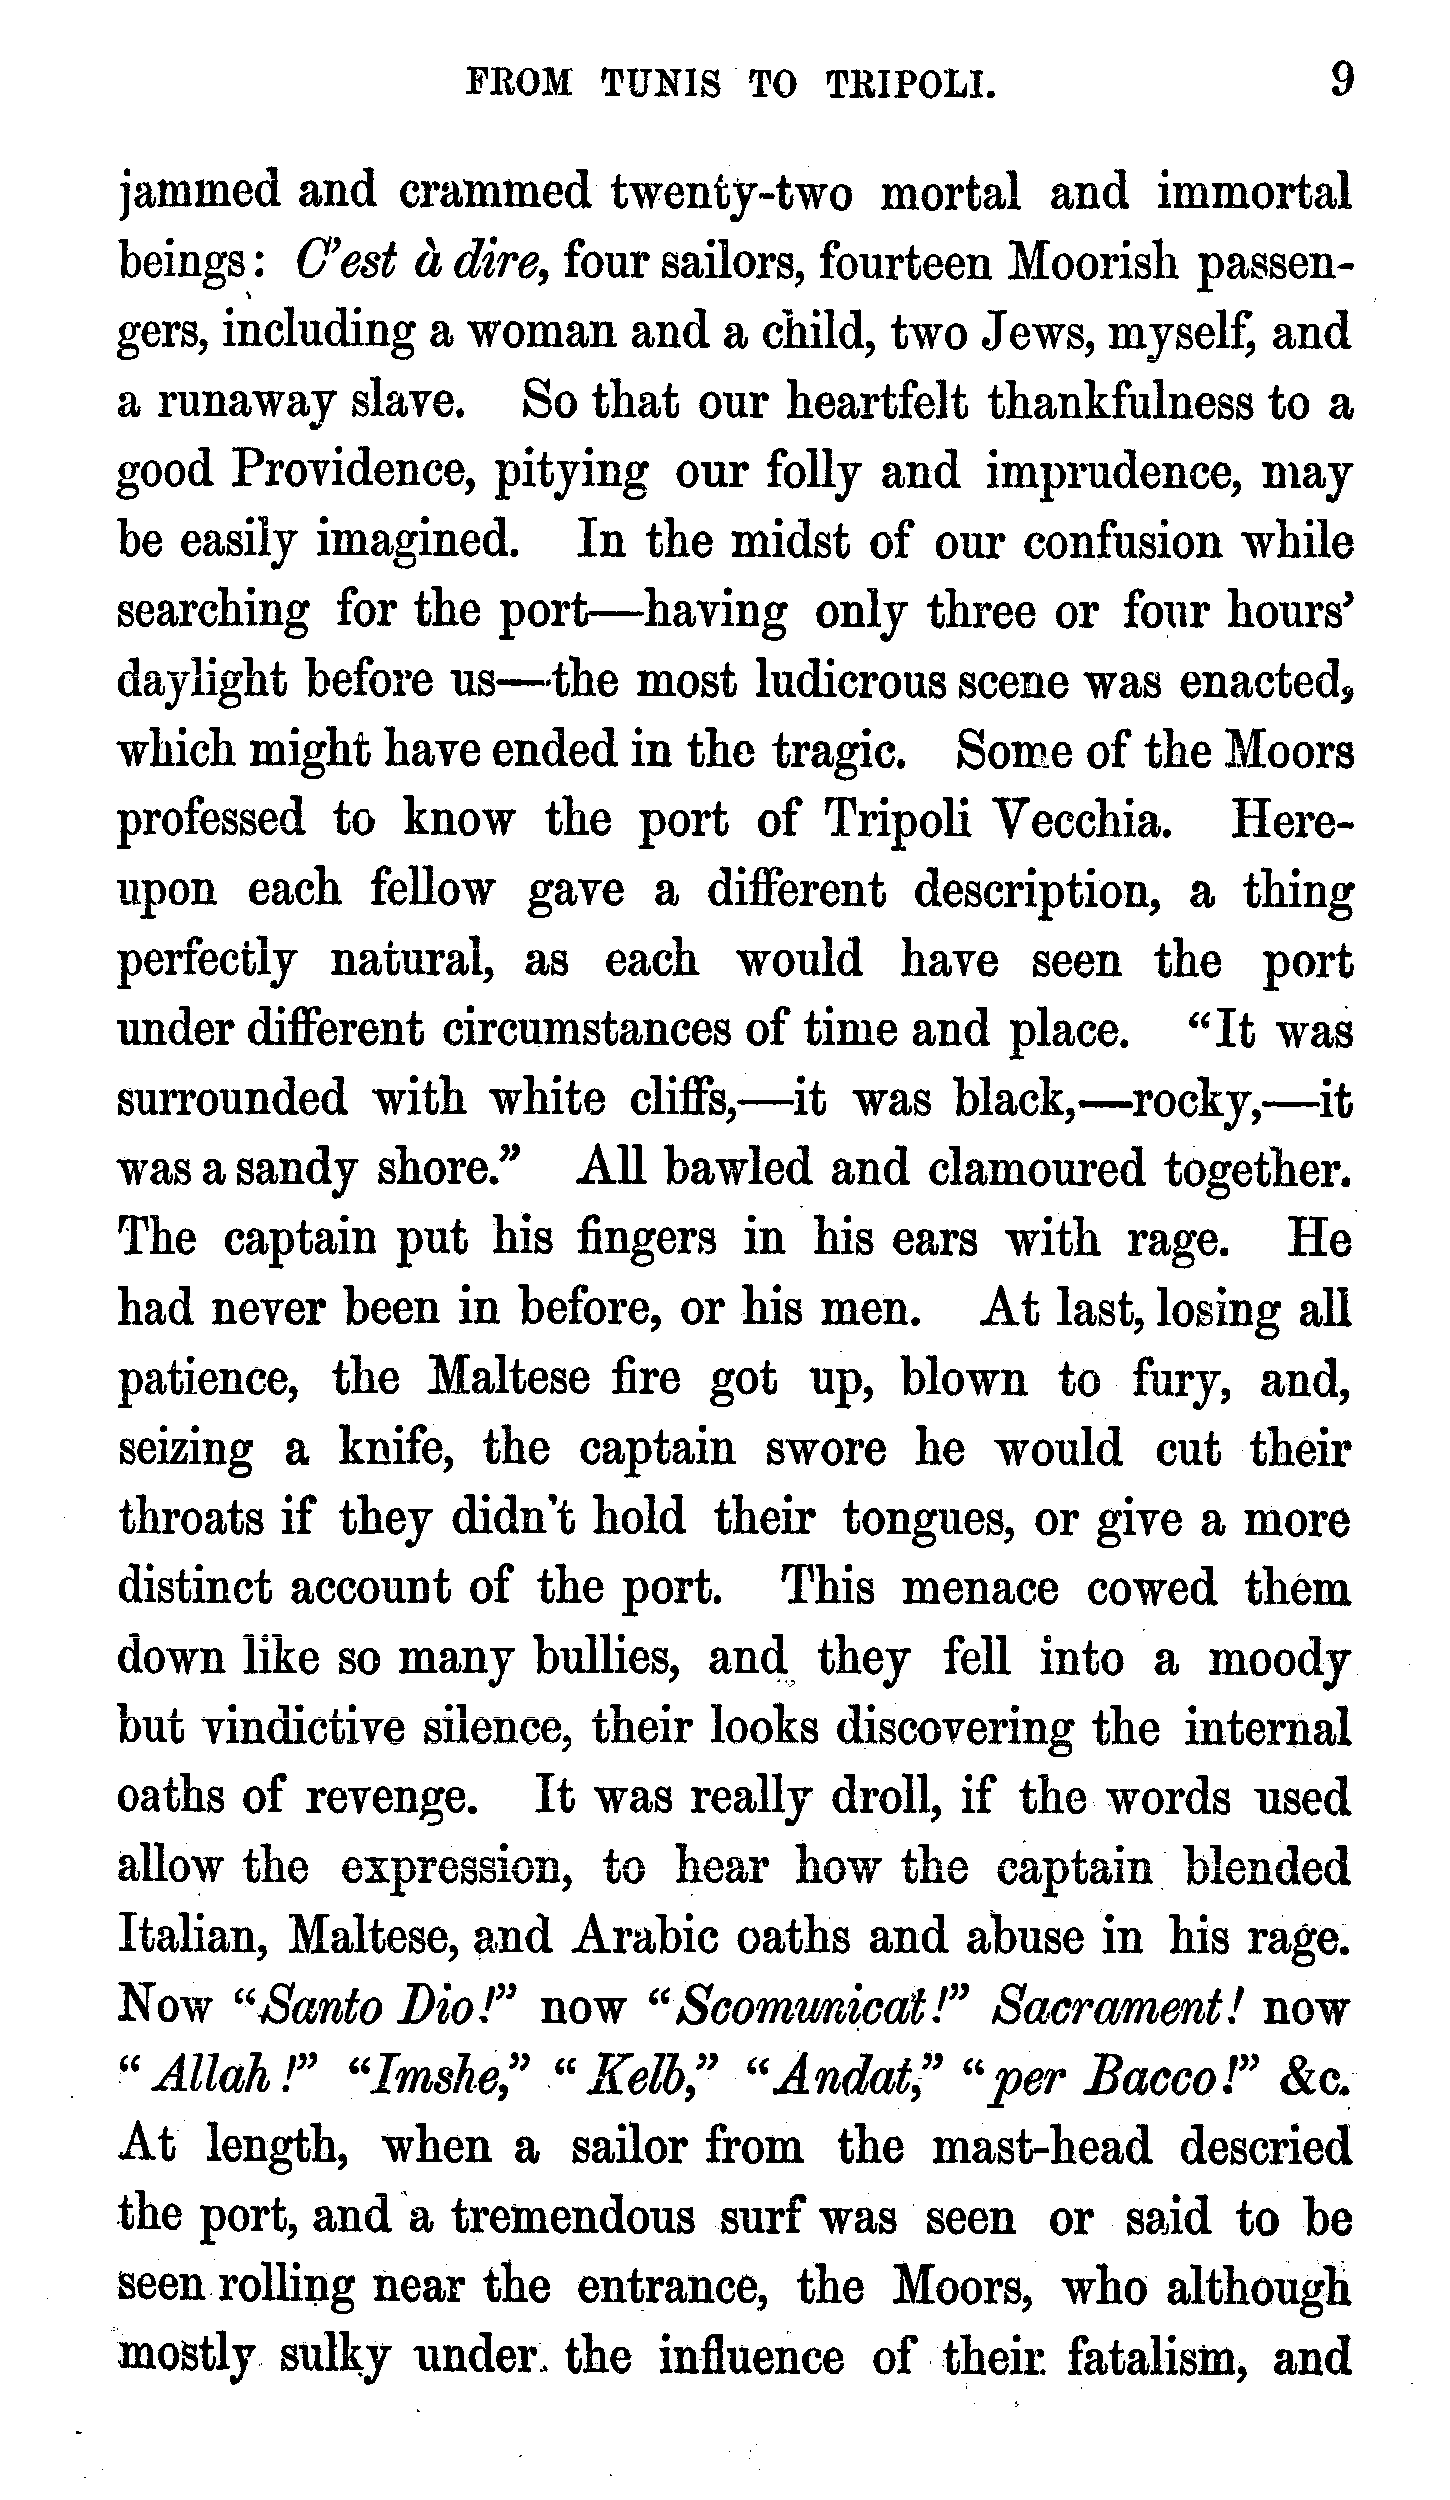 FROM TUNIS TO TRIPOLI. 9
jammed and crammed twenty-two mortal and immortal
beings: C'est à dire, four sailors, fourteen Moorish passen-
gers, including a woman and a child, two Jews, myself, and
a runaway slave. So that our heartfelt thankfulness to a
good Providence, pitying our folly and imprudence, may
be easily imagined. In the midst of our confusion while
searching for the port—having only three or four hours'
daylight before us—the most ludicrous scene was enacted,
which might have ended in the tragic. Some of the Moors
professed to know the port of Tripoli Vecchia. Here-
upon each fellow gave a different description, a thing
perfectly natural, as each would have seen the port
under different circumstances of time and place. "It was
surrounded with white cliffs,—it was black,—rocky,—it
was a sandy shore." All bawled and clamoured together.
The captain put his fingers in his ears with rage. He
had never been in before, or his men. At last, losing all
patience, the Maltese fire got up, blown to fury, and,
seizing a knife, the captain swore he would cut their
throats if they didn't hold their tongues, or give a more
distinct account of the port. This menace cowed them
down like so many bullies, and they fell into a moody
but vindictive silence, their looks discovering the internal
oaths of revenge. It was really droll, if the words used
allow the expression, to hear how the captain blended
Italian, Maltese, and Arabic oaths and abuse in his rage.
Now "Santo Dio!" now "Scomunicat!" Sacrament! now
"Allah!" "Imshe," "Kelb," "Andat," "per Bacco!" &c.
At length, when a sailor from the mast-head descried
the port, and a tremendous surf was seen or said to be
seen rolling near the entrance, the Moors, who although
mostly sulky under the influence of their fatalism, and